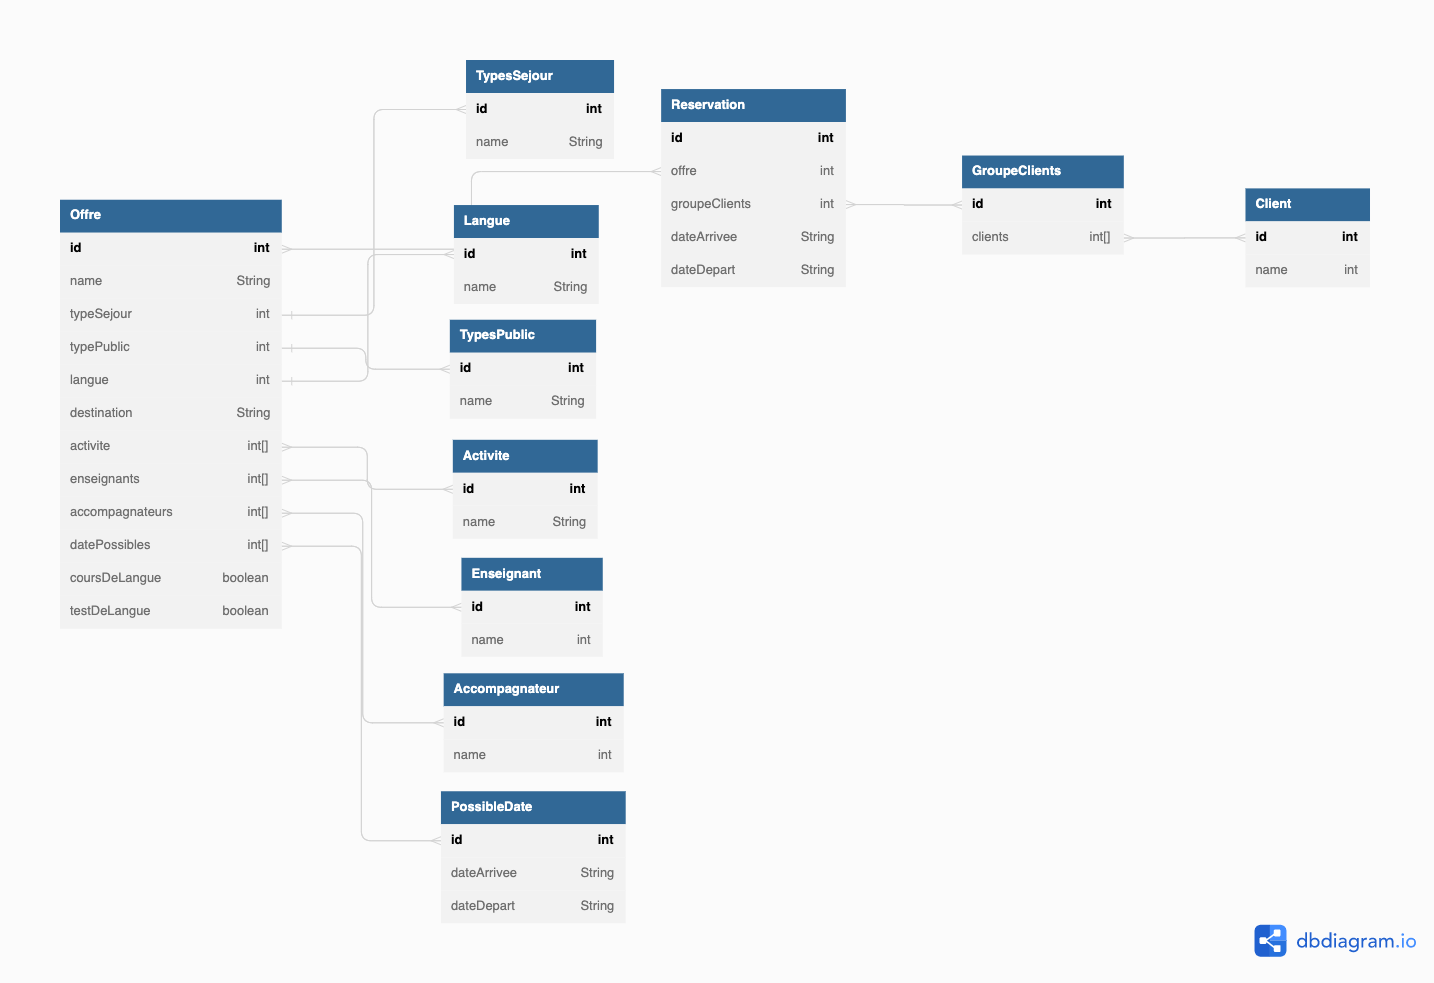 Offre
id int
name String
typeSejour int
typePublic int
langue int
destination String
activite int[]
enseignants int[]
accompagnateurs int[]
datePossibles int[]
coursDeLangue boolean
testDeLangue boolean
TypesSejour
id int
name String
Langue
id int
name String
TypesPublic
id int
name String
Activite
id int
name String
Enseignant
id int
name int
Accompagnateur
id int
name int
PossibleDate
id int
dateArrivee String
dateDepart String
Reservation
id int
offre int
groupeClients int
dateArrivee String
dateDepart String
GroupeClients
id int
clients int[]
Client
id int
name int
dbdiagram.io